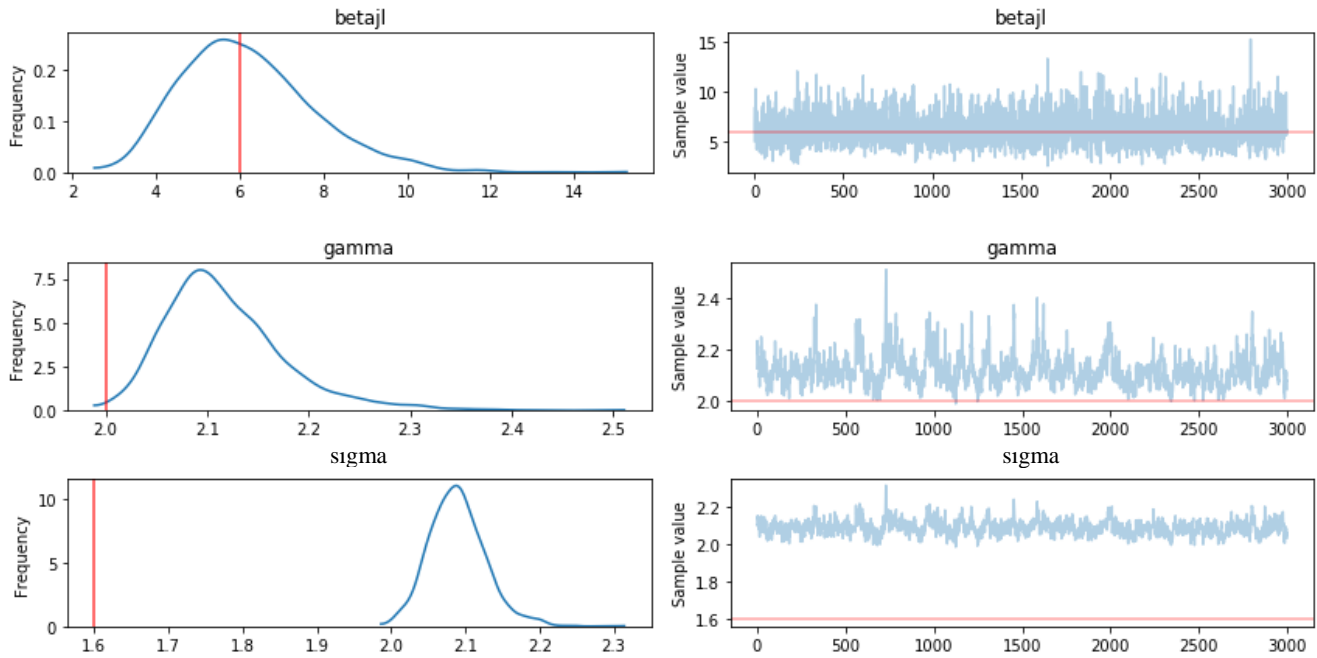 betajl betajl
Frequency
0.2
0.1
0.0
2 4 6 8 10 12 14
Sample value
15
10
5
0 500 1000 1500 2000 2500 3000
gamma gamma
Frequency
7.5
5.0
2.5
0.0
2.0 2.1 2.2 2.3 2.4 2.5
Sample value
2.4
2.2
2.0
0 500 1000 1500 2000 2500 3000
sigma sigma
Frequency
10
5
0
1.6 1.7 1.8 1.9 2.0 2.1 2.2 2.3
Sample value
2.2
2.0
1.8
1.6
0 500 1000 1500 2000 2500 3000